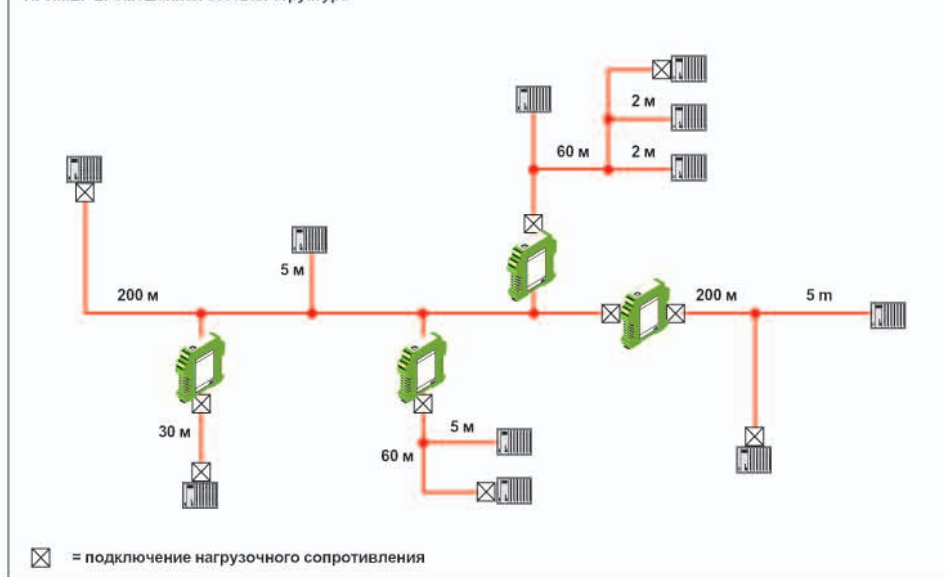 2 м
60 м
2 м
5 м
200 м
200 м
5 m
30 м
5 м
60 м
= подключение нагрузочного сопротивления